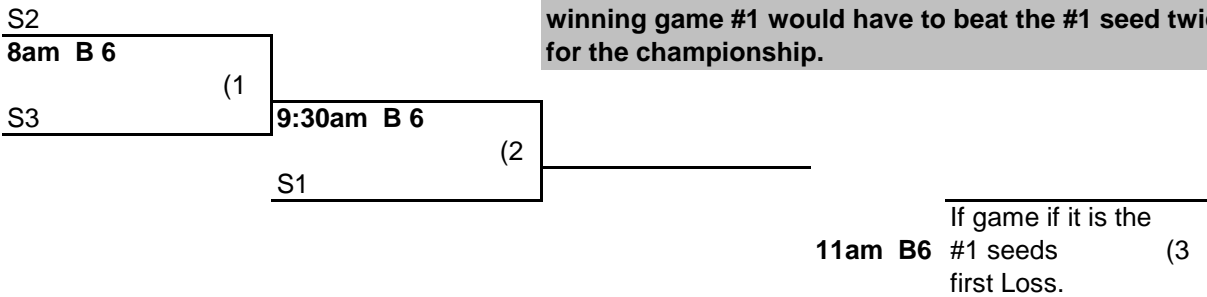 S2
winning game #1 would have to beat the #1 seed
8am B 6
for the championship.
(1
S3
9:30am B 6
(2
S1
If game if it is the
11am B6 #1 seeds (3
first Loss.